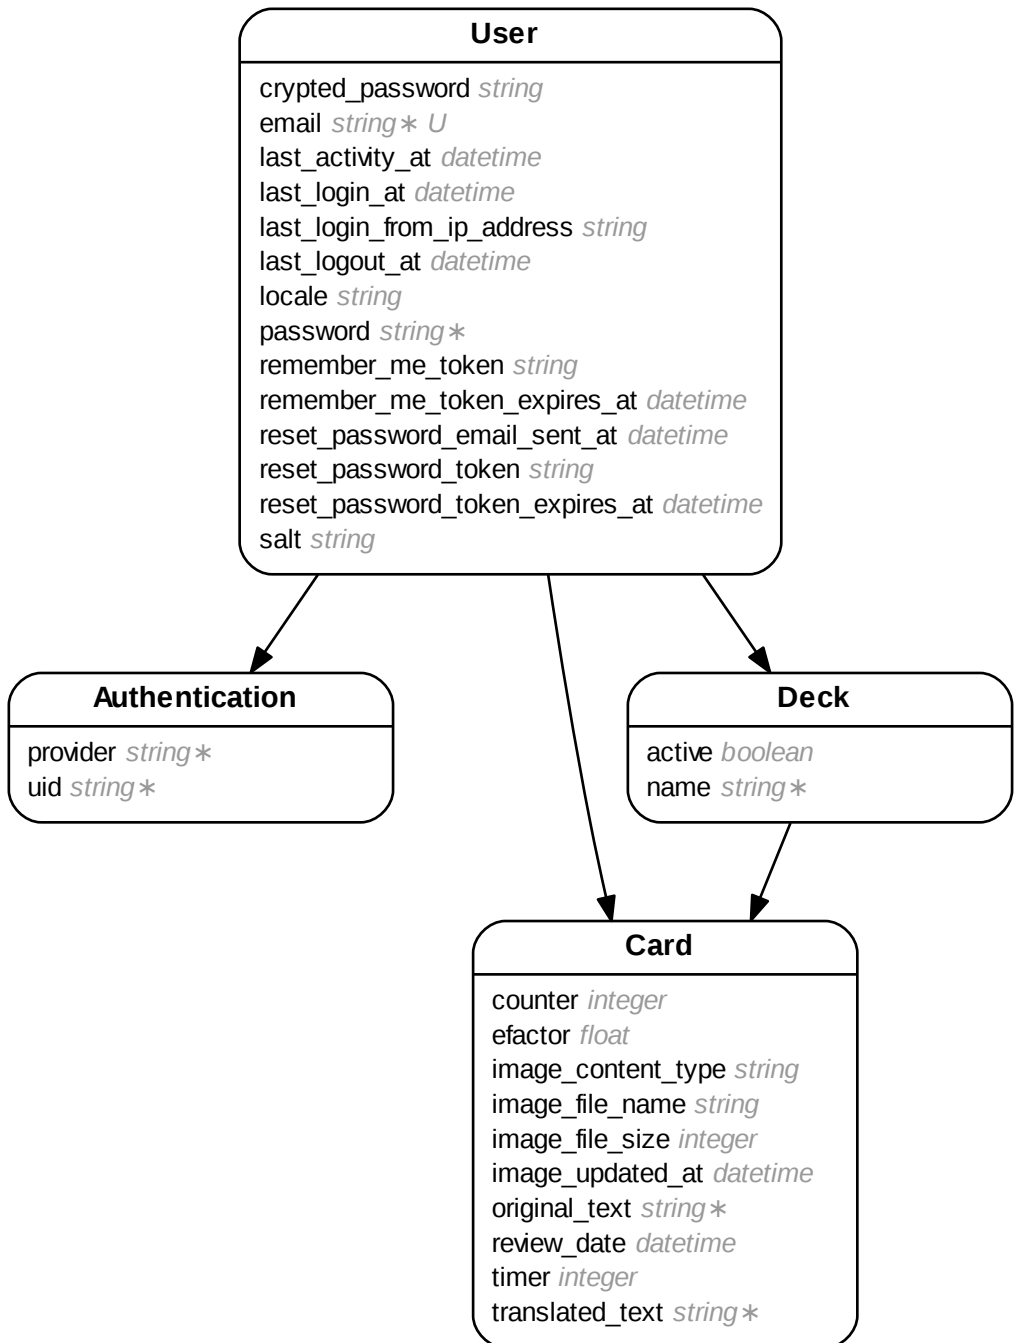 User
crypted_password string
email string∗ U
last_activity_at datetime
last_login_at datetime
last_login_from_ip_address string
last_logout_at datetime
locale string
password string∗
remember_me_token string
remember_me_token_expires_at datetime
reset_password_email_sent_at datetime
reset_password_token string
reset_password_token_expires_at datetime
salt string
Authentication
provider string∗
uid string∗
Deck
active boolean
name string∗
Card
counter integer
efactor float
image_content_type string
image_file_name string
image_file_size integer
image_updated_at datetime
original_text string∗
review_date datetime
timer integer
translated_text string∗